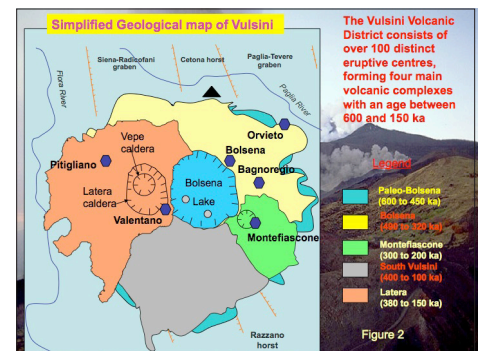 Simplified Geological map of Vulsini
The Vulsini Volcanic
District consists of
over 100 distinct
eruptive centres,
forming four main
volcanic complexes
with an age between
600 and 150 ka
Siena-Radicofani
graben
Cetona horst
Paglia-Tevere
graben
Flora River
Paglia River
Orvieto
Vepe
caldera
Bolsena
Pitigliano
Bagnoregio
Bolsena
Lake
Latera
caldera
Valentano
Montefiascone
Razzano
horst
Legend
Paleo-Bolsena
(600 to 450 ka)
Bolsena
(490 to 320 ka)
Montefiascone
(300 to 200 ka)
South Vulsini
(400 to 100 ka)
Latera
(380 to 150 ka)
Figure 2